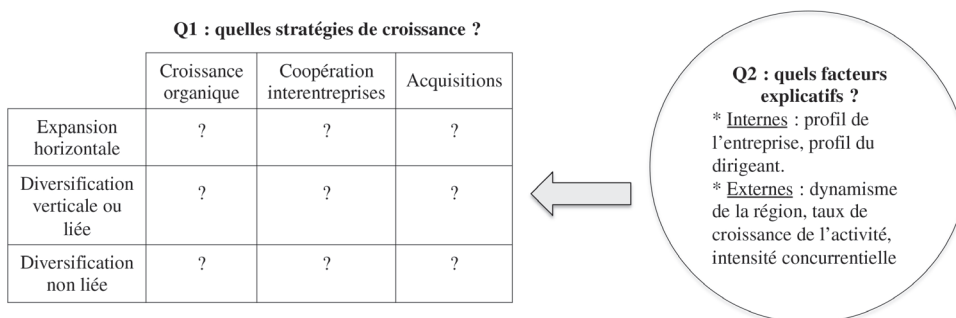 Q1 : quelles stratégies de croissance ?
Croissance
organique
Coopération
interentreprises
Acquisitions
Expansion
horizontale
? ? ?
Diversification
verticale ou
liée
? ? ?
Diversification
non liée
? ? ?
Q2 : quels facteurs
explicatifs ?
* Internes : profil de
l’entreprise, profil du
dirigeant.
* Externes : dynamisme
de la région, taux de
croissance de l’activité,
intensité concurrentielle